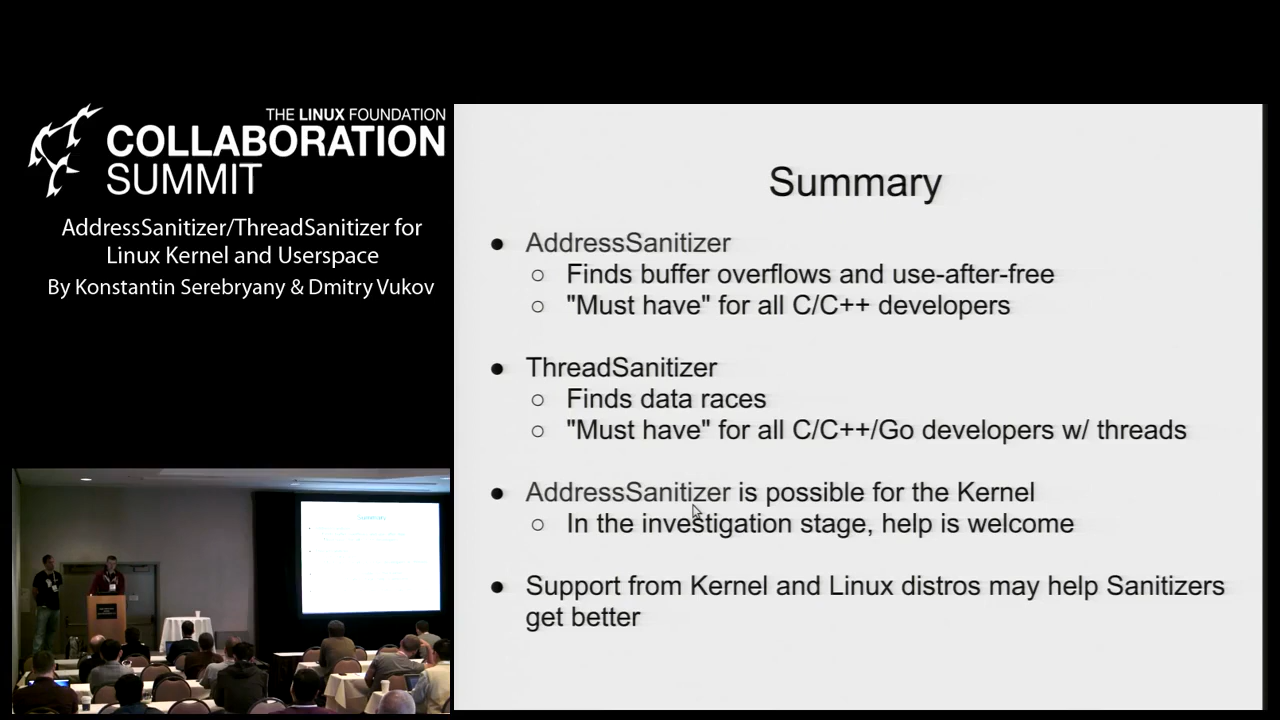 THE LINUX FOUNDATION
COLLABORATION
SUMMIT
AddressSanitizer/ThreadSanitizer for
Linux Kernel and Userspace
By Konstantin Serebryany & Dmitry Vukov
Summary
● AddressSanitizer
○ Finds buffer overflows and use-after-free
○ "Must have" for all C/C++ developers
● ThreadSanitizer
○ Finds data races
○ "Must have" for all C/C++/Go developers w/ threads
● AddressSanitizer is possible for the Kernel
○ In the investigation stage, help is welcome
● Support from Kernel and Linux distros may help Sanitizers
get better
Summary